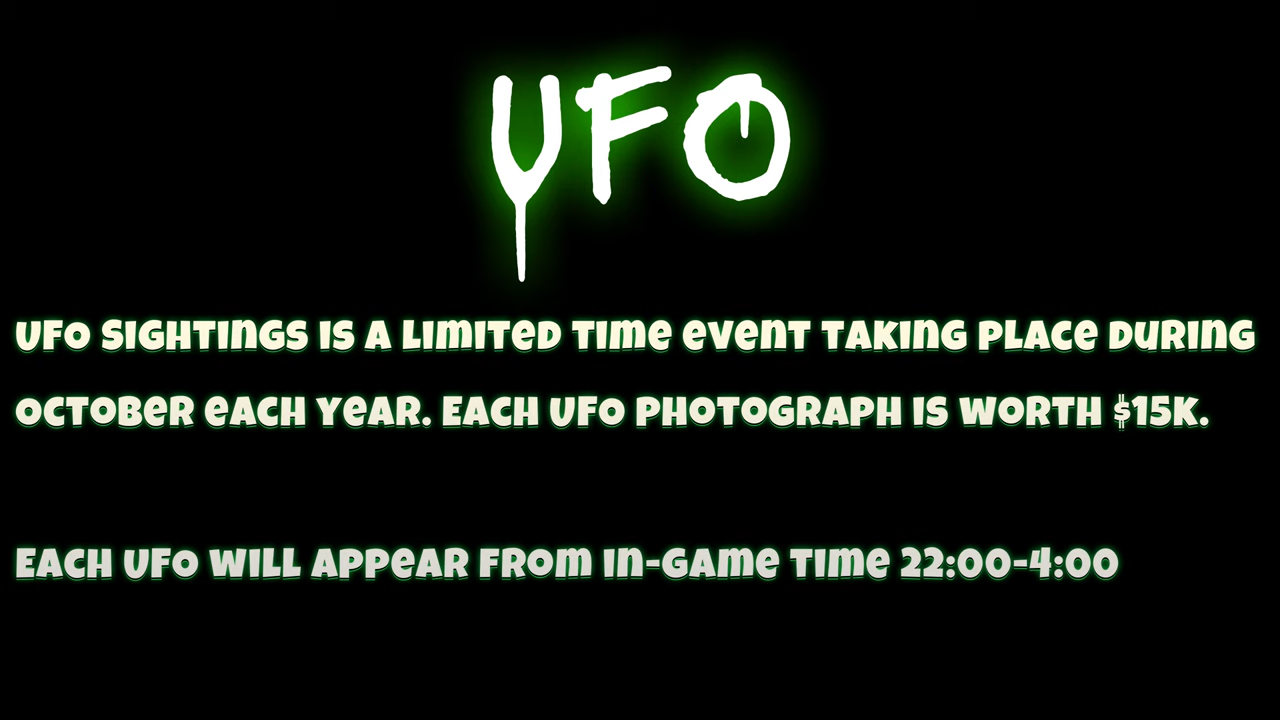 UFO
UFO Sightings is a limited time event taking place during
October each year. Each UFO photograph is worth $15K.
Each UFO will appear from in-game time 22:00-4:00